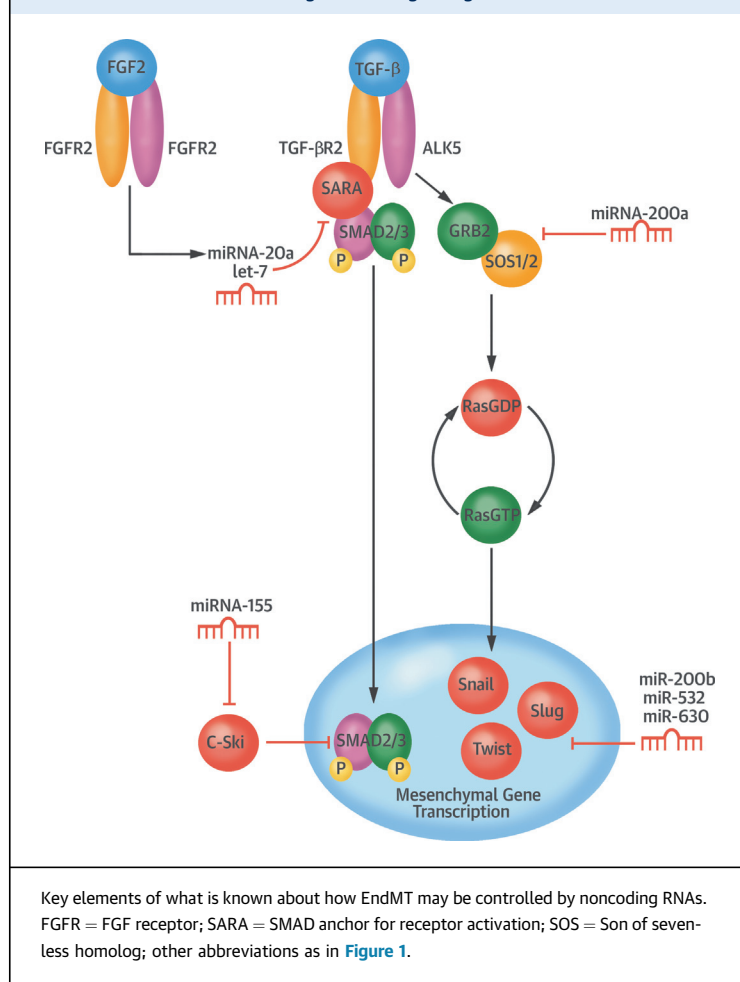 FGF2
TGF-β
FGFR2
FGFR2
TGF-βR2
ALK5
SARA
SMAD2/3
P
P
GRB2
SOS1/2
miRNA-200a
miRNA-20a
let-7
RasGDP
RasGTP
miRNA-155
C-Ski
SMAD2/3
P
P
Snail
Slug
Twist
Mesenchymal Gene
Transcription
miR-200b
miR-532
miR-630
Key elements of what is known about how EndMT may be controlled by noncoding RNAs.
FGFR = FGF receptor; SARA = SMAD anchor for receptor activation; SOS = Son of seven-
less homolog; other abbreviations as in Figure 1.